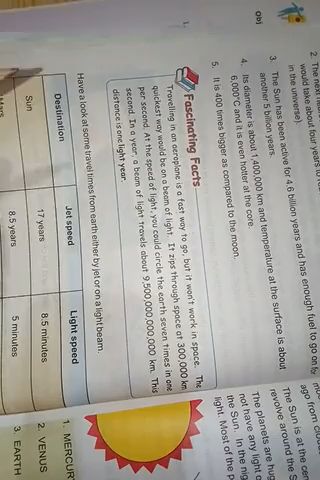 Obj
2. The next
would take about four years to
in the universe)
3. The Sun has been active for 4.6 billion years and has enough fuel to go on for
another 5 billion years.
4. Its diameter is about 1,400,000 km and temperature at the surface is about
6,000°C and it is even hotter at the core.
5. It is 400 times bigger as compared to the moon.
Fascinating Facts
Travelling in an aeroplane is a fast way to go, but it won't work in space. The
quickest way would be on a beam of light. It zips through space at 300,000 km
per second. At the speed of light, you could circle the earth seven times in one
second. In a year, a beam of light travels about 9,500,000,000,000 km. This
distance is one light year.
Have a look at some travel times from earth either by jet or on a light beam.
Destination Jet speed Light speed
Sun 17 years 8.5 minutes
Mars 8.5 years 5 minutes
ago from
The Sun is at the
revolve around the S
The planets are hug
not have any light o
the Sun. In the nig
light. Most of the p
1. MERCUR
2. VENUS
3. EARTH